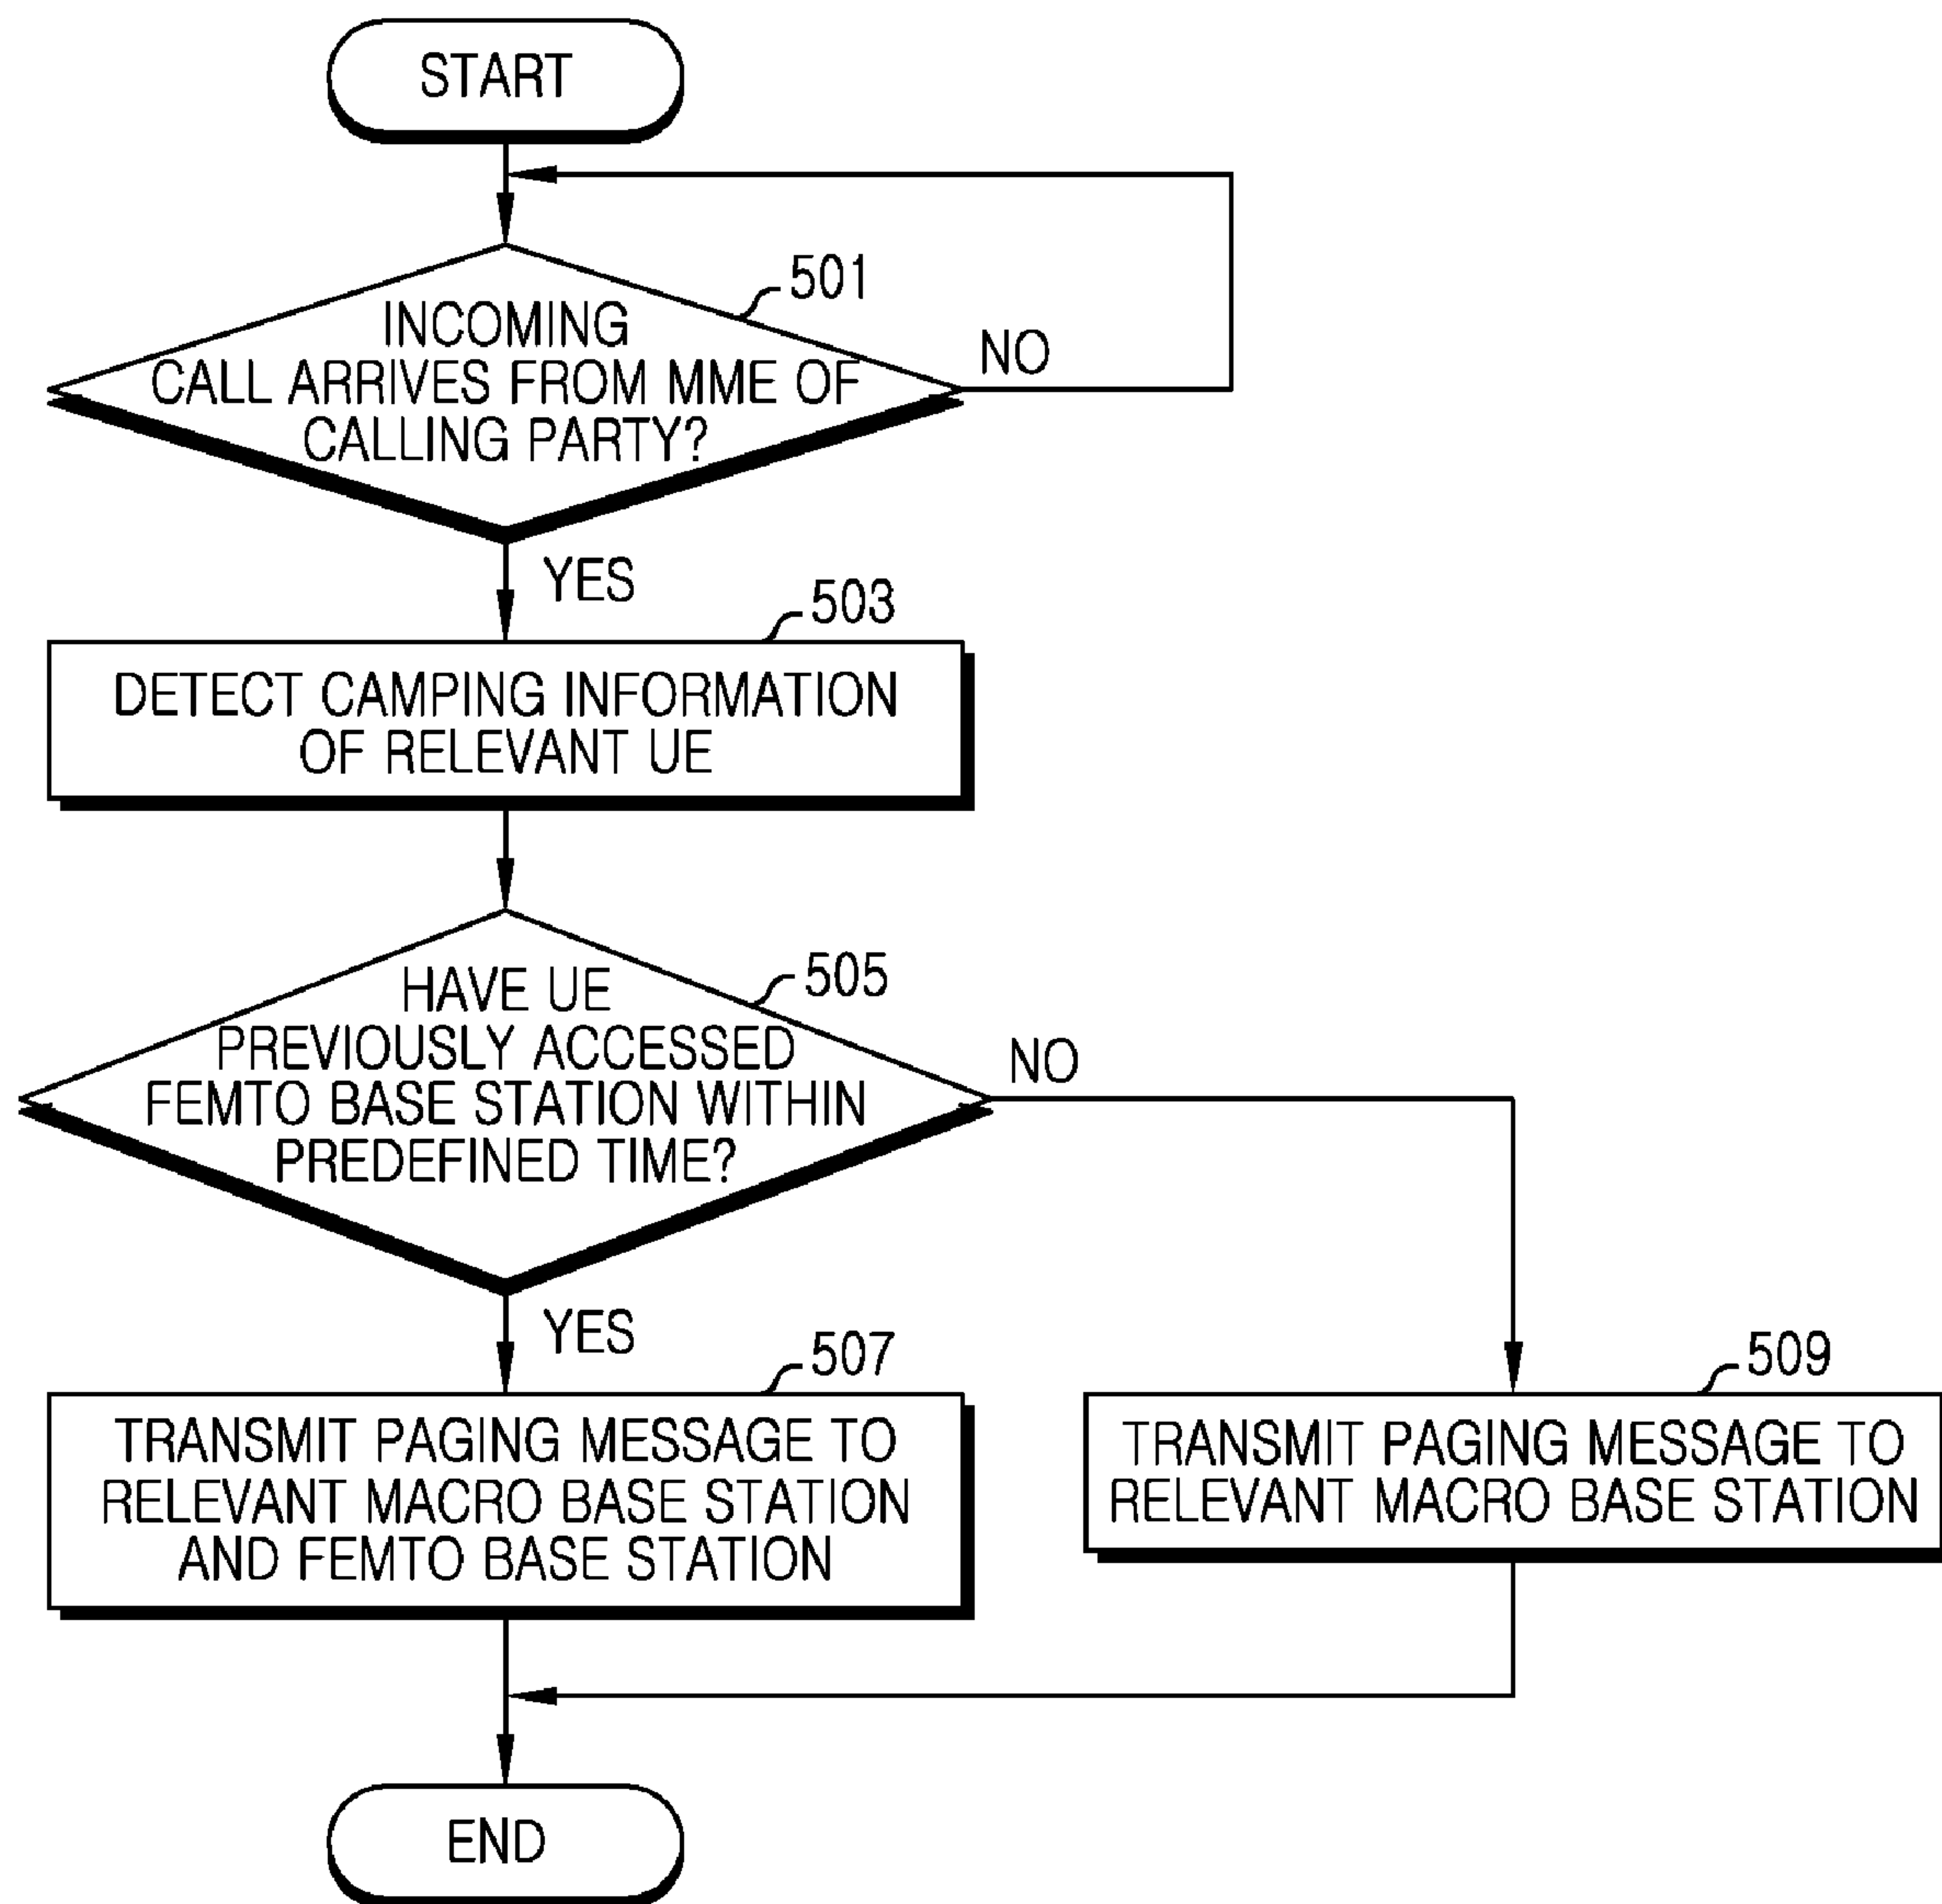 START
501
INCOMING
CALL ARRIVES FROM MME OF
CALLING PARTY?
NO
YES
503
DETECT CAMPING INFORMATION
OF RELEVANT UE
505
HAVE UE
PREVIOUSLY ACCESSED
FEMTO BASE STATION WITHIN
PREDEFINED TIME?
NO
YES
507
TRANSMIT PAGING MESSAGE TO
RELEVANT MACRO BASE STATION
AND FEMTO BASE STATION
509
TRANSMIT PAGING MESSAGE TO
RELEVANT MACRO BASE STATION
END